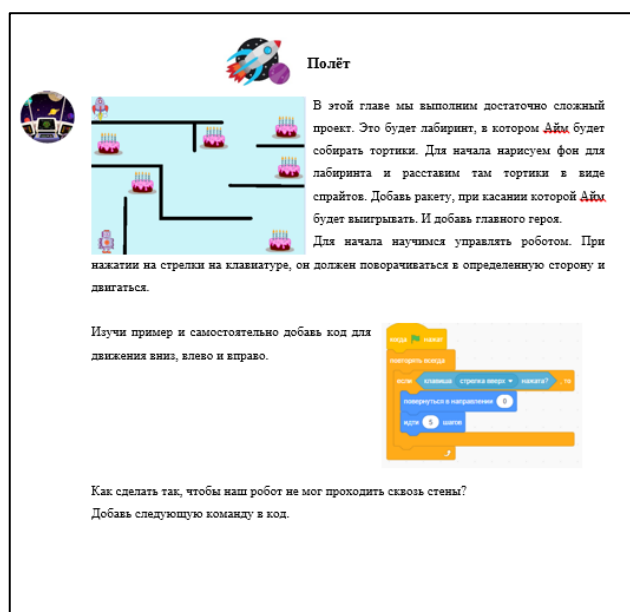 Полёт
В этой главе мы выполним достаточно сложный
проект. Это будет лабиринт, в котором Айм будет
собирать тортики. Для начала нарисуем фон для
лабиринта и расставим там тортики в виде
спрайтов. Добавь ракету, при касании которой Айм
будет выигрывать. И добавь главного героя.
Для начала научимся управлять роботом. При
нажатии на стрелки на клавиатуре, он должен поворачиваться в определенную сторону и
двигаться.
Изучи пример и самостоятельно добавь код для
движения вниз, влево и вправо.
когда нажат
повторять всегда
если клавиша стрелка вверх нажата? , то
повернуться в направлении 0
идти 5 шагов
Как сделать так, чтобы наш робот не мог проходить сквозь стены?
Добавь следующую команду в код.